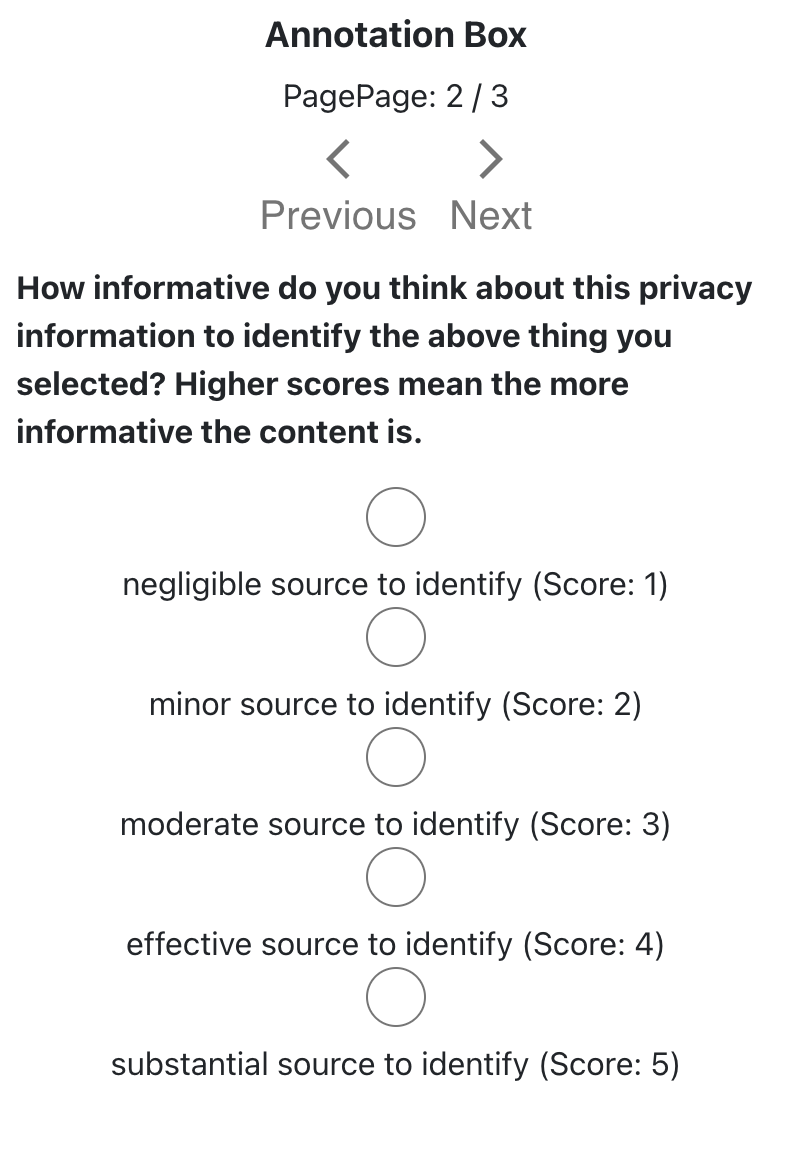 Annotation Box
PagePage: 2 / 3
Previous Next
How informative do you think about this privacy
information to identify the above thing you
selected? Higher scores mean the more
informative the content is.
negligible source to identify (Score: 1)
minor source to identify (Score: 2)
moderate source to identify (Score: 3)
effective source to identify (Score: 4)
substantial source to identify (Score: 5)